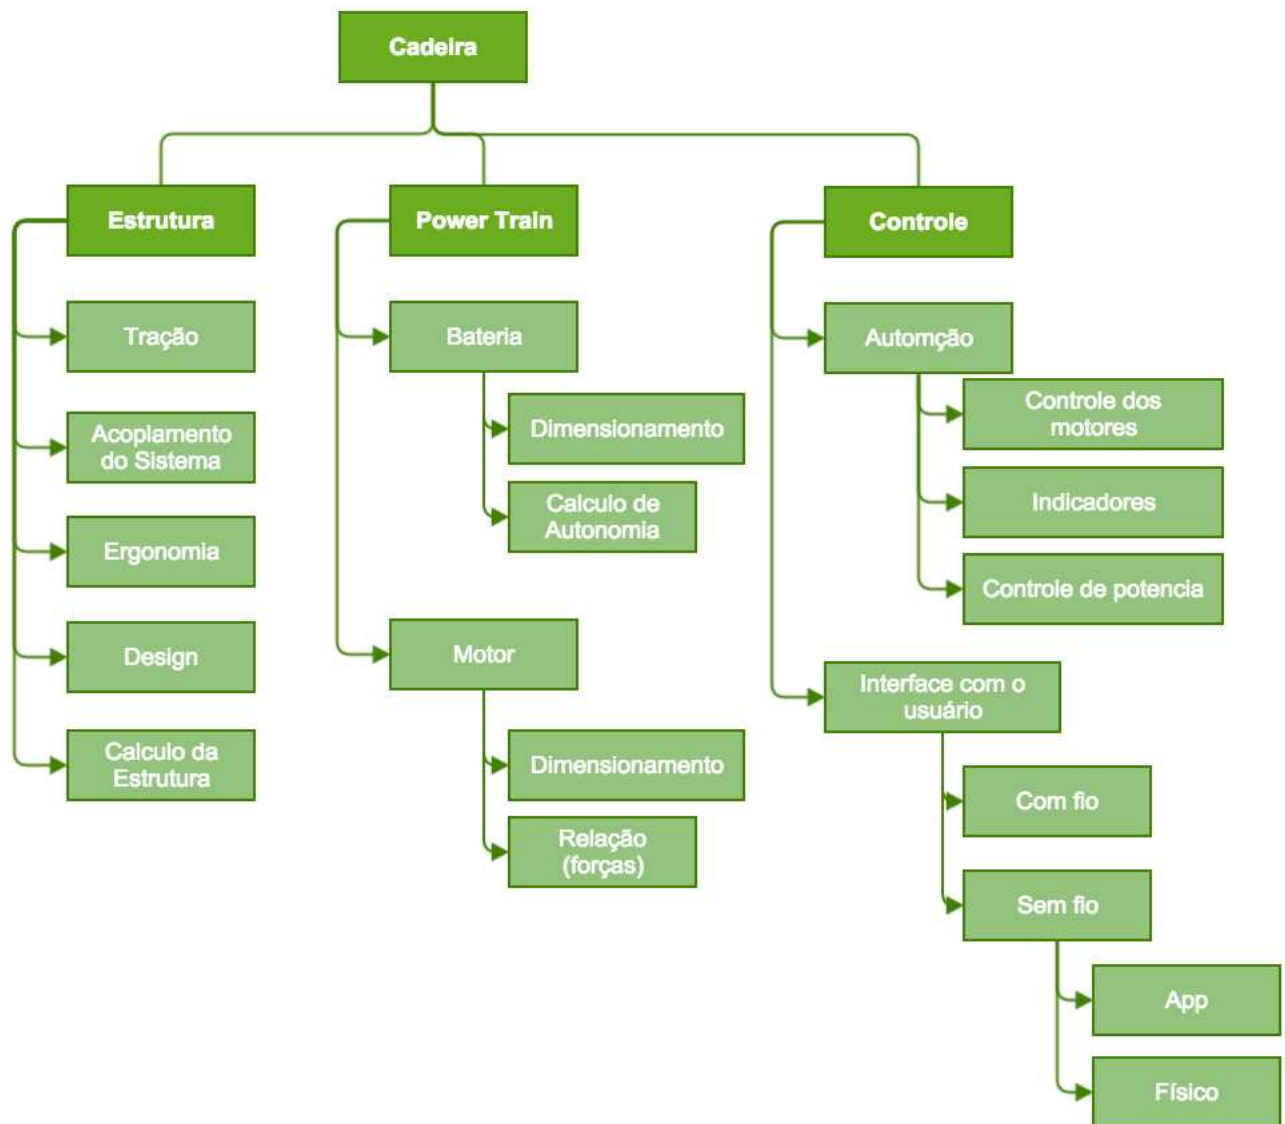 Cadeira
Estrutura
Power Train
Controle
Tração
Acoplamento
do Sistema
Ergonomia
Design
Calculo da
Estrutura
Bateria
Dimensionamento
Calculo de
Autonomia
Motor
Dimensionamento
Relação
(forças)
Automção
Controle dos
motores
Indicadores
Controle de potencia
Interface com o
usuário
Com fio
Sem fio
App
Físico